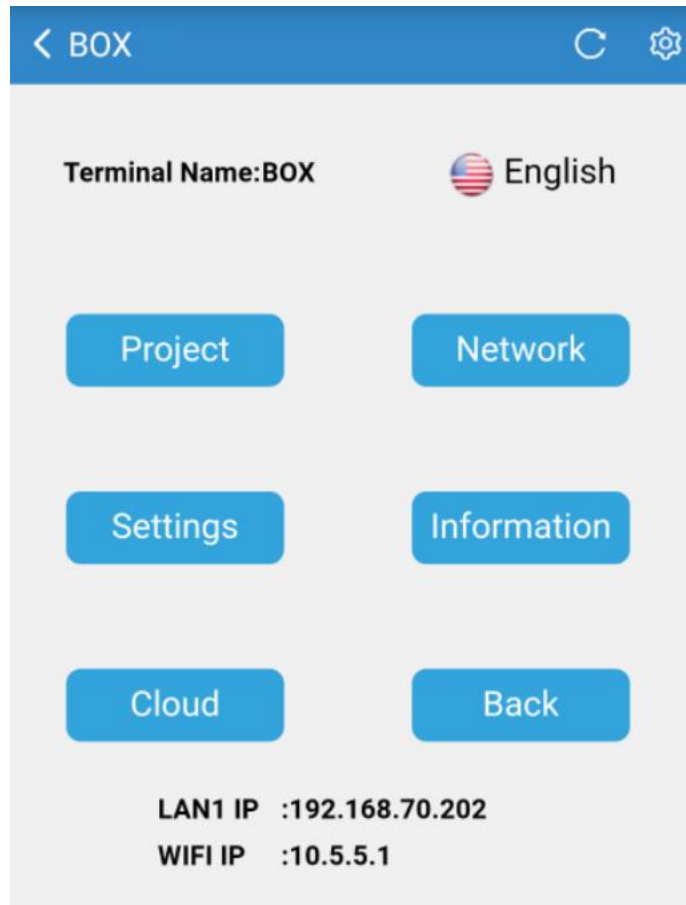 BOX
Terminal Name:BOX English
Project Network
Settings Information
Cloud Back
LAN1 IP :192.168.70.202
WIFI IP :10.5.5.1